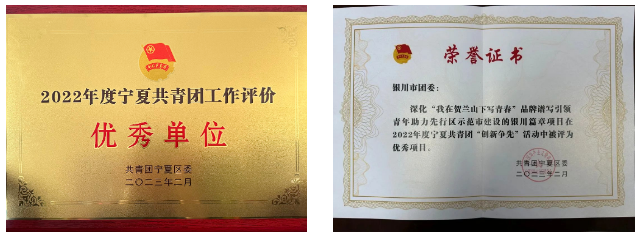 2022年度宁夏共青团工作评价
优秀单位
共青团宁夏区委
二〇二三年二月
荣誉证书
银川市团委：
深化“我在贺兰山下写青春”品牌谱写引领
青年助力先行区示范市建设的银川篇章项目在
2022年度宁夏共青团“创新争先”活动中被评为
优秀项目。
共青团宁夏区委
二〇二三年二月